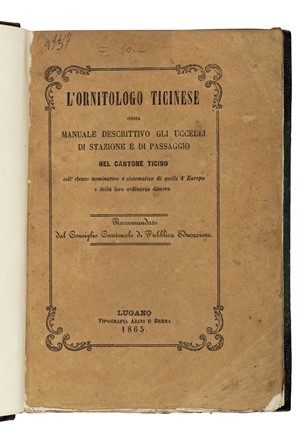 L'ORNITOLOGO TICINESE
OSSIA
MANUALE DESCRITTIVO GLI UCCELLI
DI STAZIONE E DI PASSAGGIO
NEL CANTONE TICINO
coll'elenco nominativo e sistematico di quelli d'Europa
e della loro ordinaria dimora
Raccomandato
dal Consiglio Cantonale di Pubblica Educazione.
LUGANO
TIPOGRAFIA AJANI E BERRA
1865.